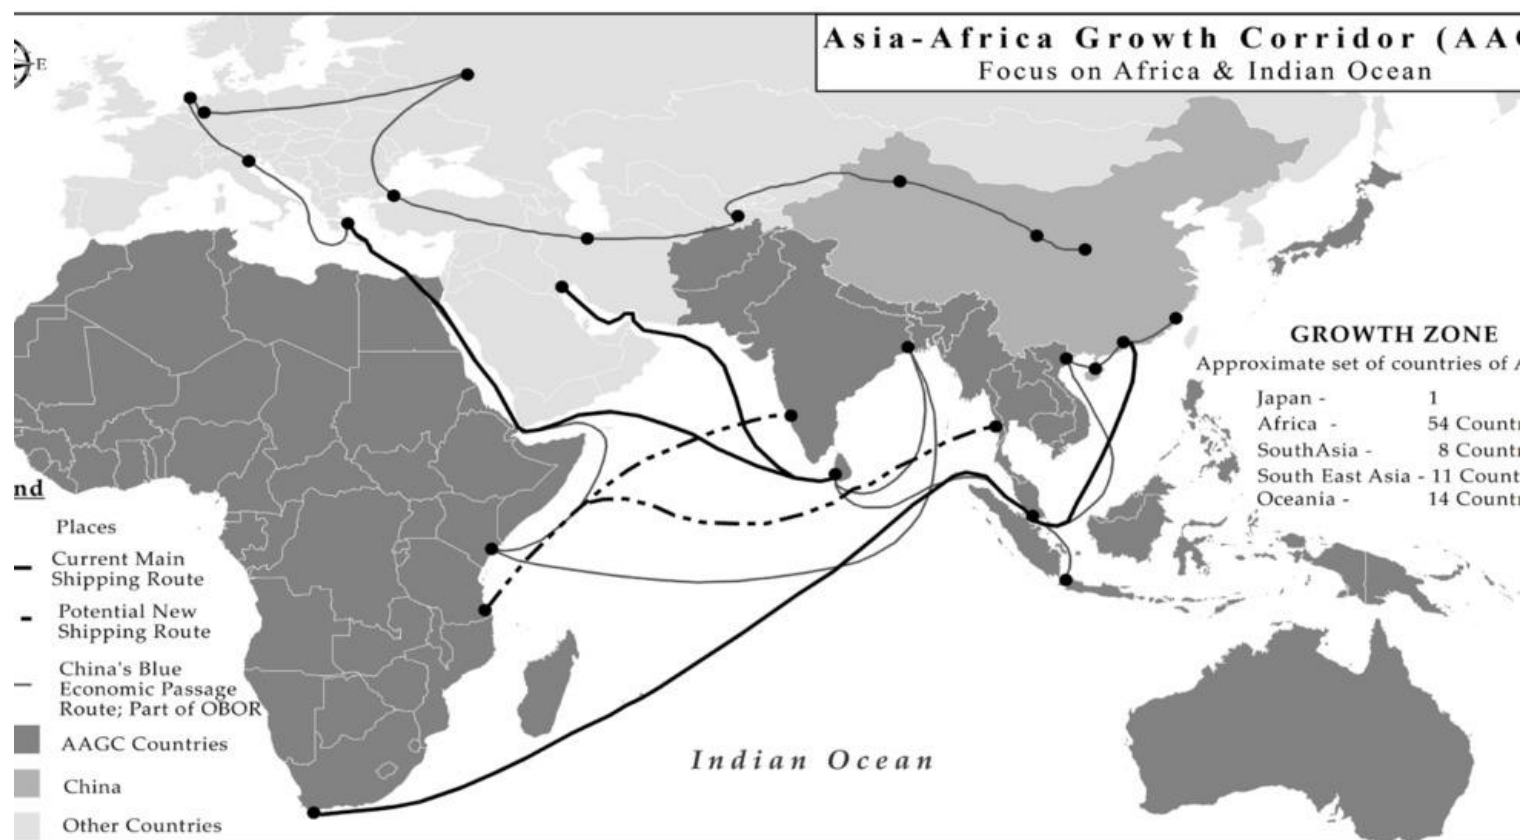 Asia-Africa Growth Corridor (AAG
Focus on Africa & Indian Ocean
E
GROWTH ZONE
Approximate set of countries of A
Japan - 1
Africa - 54 Countr
SouthAsia - 8 Countr
South East Asia - 11 Count
Oceania - 14 Countr
nd
Places
Current Main
Shipping Route
Potential New
Shipping Route
China's Blue
Economic Passage
Route; Part of OBOR
AAGC Countries
China
Other Countries
Indian Ocean